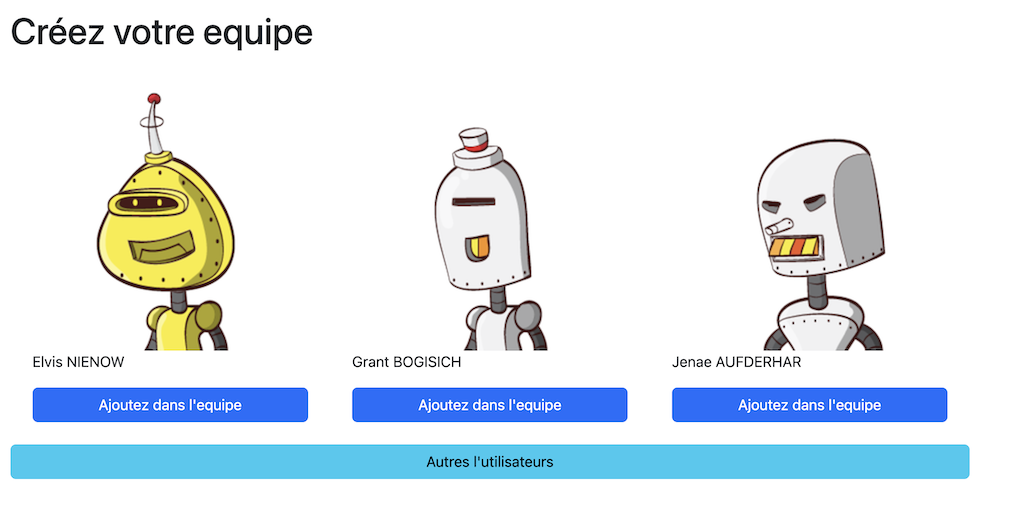 Créez votre equipe
Elvis NIENOW
Grant BOGISICH
Jenae AUFDERHAR
Ajoutez dans l'equipe
Ajoutez dans l'equipe
Ajoutez dans l'equipe
Autres l'utilisateurs